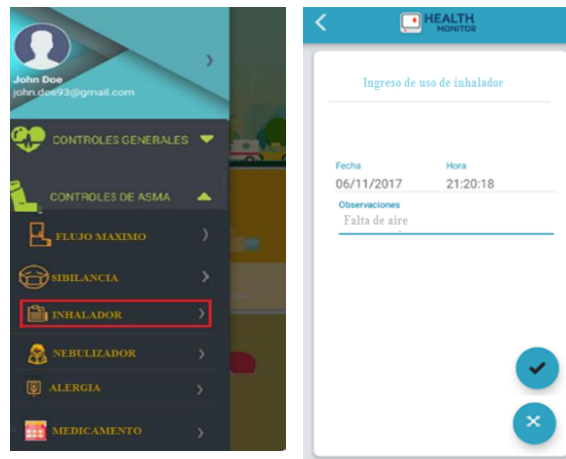 John Doe
john.doe93@gmail.com
CONTROLES GENERALES
CONTROLES DE ASMA
FLUJO MAXIMO
SIBILANCIA
INHALADOR
NEBULIZADOR
ALERGIA
MEDICAMENTO
HEALTH
MONITOR
Ingreso de uso de inhalador
Fecha Hora
06/11/2017 21:20:18
Observaciones
Falta de aire